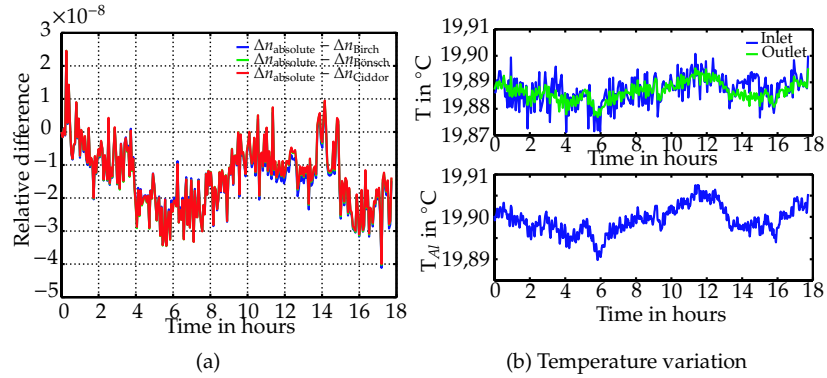 3×10⁻⁸
Δn_absolute − Δn_Birch
Δn_absolute − Δn_Bönsch
Δn_absolute − Δn_Ciddor
2
1
0
−1
−2
−3
−4
−5
Relative difference
0 2 4 6 8 10 12 14 16 18
Time in hours
(a)
19,91
19,90
19,89
19,88
19,87
T in °C
Inlet
Outlet
0 2 4 6 8 10 12 14 16 18
Time in hours
19,91
19,90
19,89
T_Al in °C
0 2 4 6 8 10 12 14 16 18
Time in hours
(b) Temperature variation